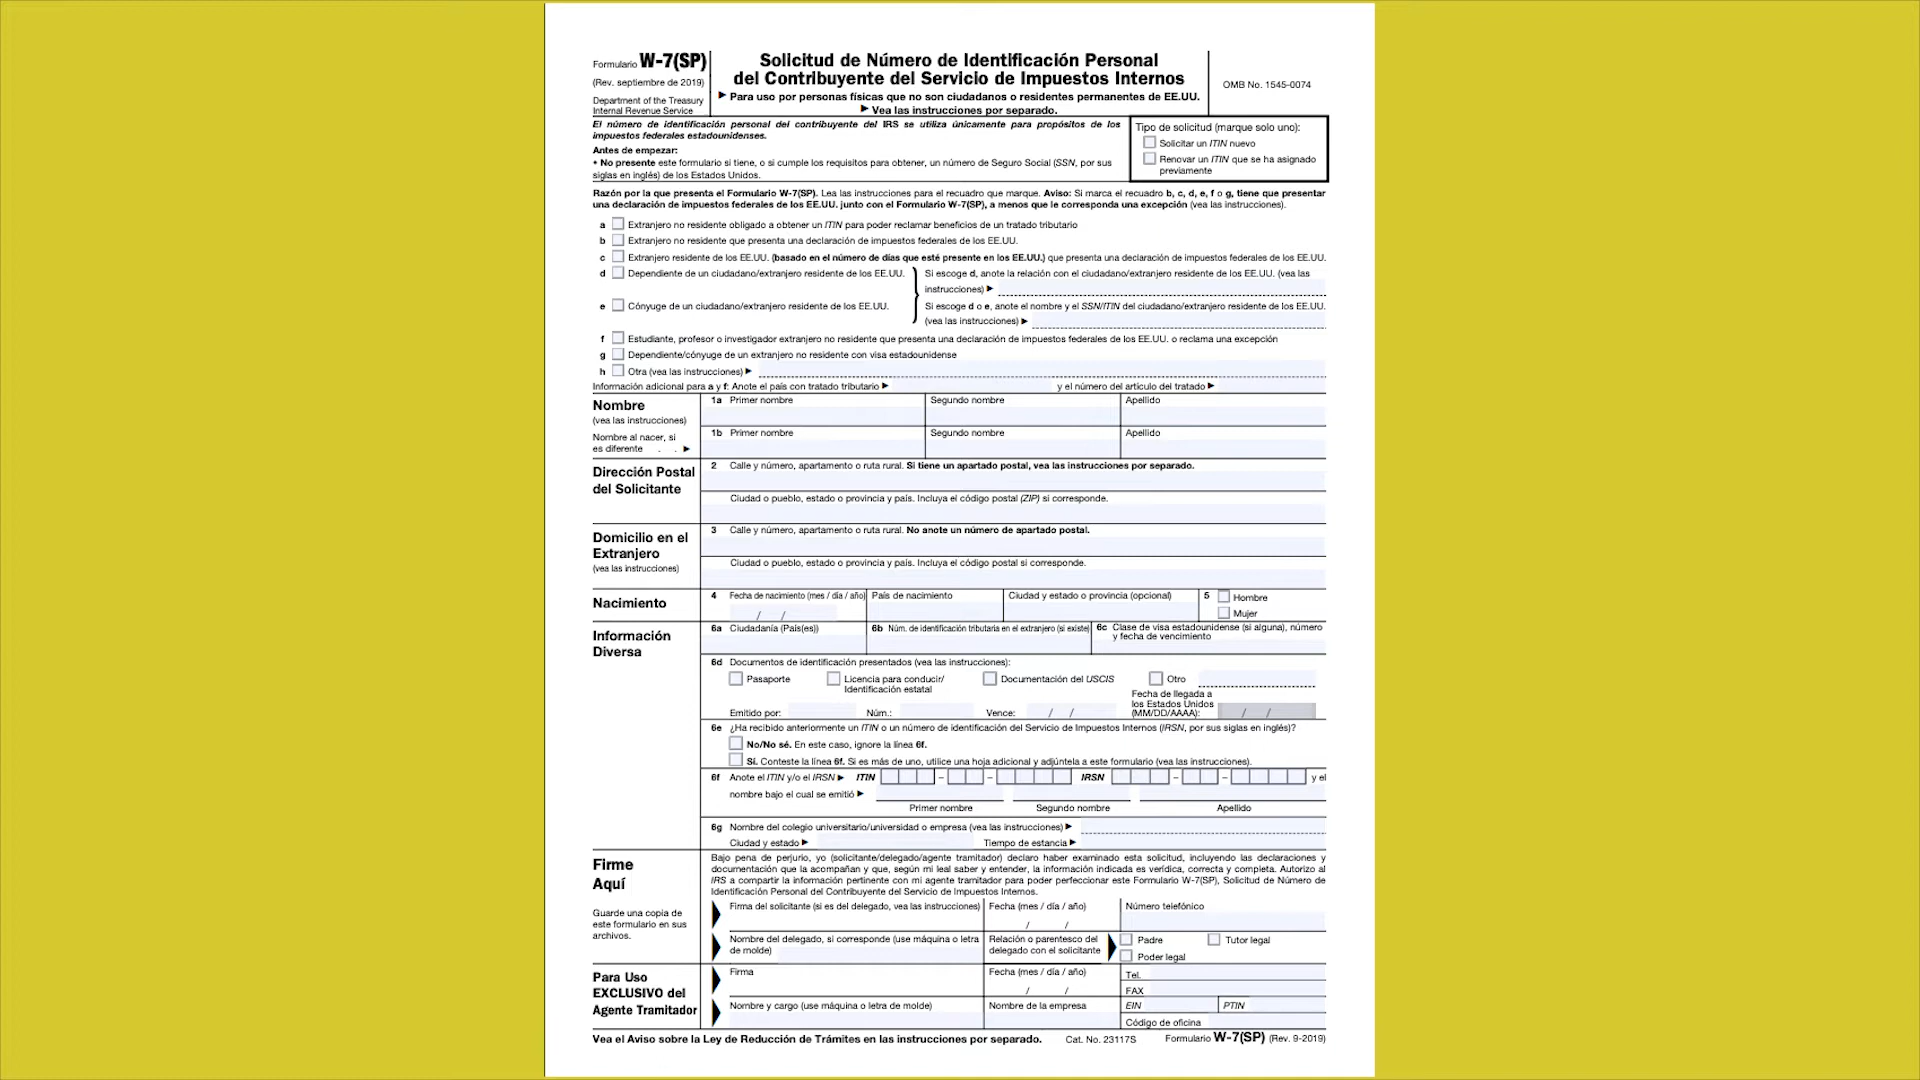 Formulario W-7(SP)
(Rev. septiembre de 2019)
Department of the Treasury
Internal Revenue Service
Solicitud de Número de Identificación Personal
del Contribuyente del Servicio de Impuestos Internos
► Para uso por personas físicas que no son ciudadanos o residentes permanentes de EE.UU.
► Vea las instrucciones por separado.
OMB No. 1545-0074
El número de identificación personal del contribuyente del IRS se utiliza únicamente para propósitos de los
impuestos federales estadounidenses.
Antes de empezar:
• No presente este formulario si tiene, o si cumple los requisitos para obtener, un número de Seguro Social (SSN, por sus
siglas en inglés) de los Estados Unidos.
Tipo de solicitud (marque solo uno):
Solicitar un ITIN nuevo
Renovar un ITIN que se ha asignado
previamente
Razón por la que presenta el Formulario W-7(SP). Lea las instrucciones para el recuadro que marque. Aviso: Si marca el recuadro b, c, d, e, f o g, tiene que presentar
una declaración de impuestos federales de los EE.UU. junto con el Formulario W-7(SP), a menos que le corresponda una excepción (vea las instrucciones).
a Extranjero no residente obligado a obtener un ITIN para poder reclamar beneficios de un tratado tributario
b Extranjero no residente que presenta una declaración de impuestos federales de los EE.UU.
c Extranjero residente de los EE.UU. (basado en el número de días que esté presente en los EE.UU.) que presenta una declaración de impuestos federales de los EE.UU.
d Dependiente de un ciudadano/extranjero residente de los EE.UU.
Si escoge d, anote la relación con el ciudadano/extranjero residente de los EE.UU. (vea las
instrucciones) ►
e Cónyuge de un ciudadano/extranjero residente de los EE.UU.
Si escoge d o e, anote el nombre y el SSN/ITIN del ciudadano/extranjero residente de los EE.UU.
(vea las instrucciones) ►
f Estudiante, profesor o investigador extranjero no residente que presenta una declaración de impuestos federales de los EE.UU. o reclama una excepción
g Dependiente/cónyuge de un extranjero no residente con visa estadounidense
h Otra (vea las instrucciones) ►
Información adicional para a y f: Anote el país con tratado tributario ► y el número del artículo del tratado ►
Nombre
(vea las instrucciones)
Nombre al nacer, si
es diferente . . ►
1a Primer nombre Segundo nombre Apellido
1b Primer nombre Segundo nombre Apellido
Dirección Postal
del Solicitante
2 Calle y número, apartamento o ruta rural. Si tiene un apartado postal, vea las instrucciones por separado.
Ciudad o pueblo, estado o provincia y país. Incluya el código postal (ZIP) si corresponde.
Domicilio en el
Extranjero
(vea las instrucciones)
3 Calle y número, apartamento o ruta rural. No anote un número de apartado postal.
Ciudad o pueblo, estado o provincia y país. Incluya el código postal si corresponde.
Nacimiento
4 Fecha de nacimiento (mes / día / año) País de nacimiento Ciudad y estado o provincia (opcional) 5 Hombre
/ / Mujer
Información
Diversa
6a Ciudadanía (País(es)) 6b Núm. de identificación tributaria en el extranjero (si existe) 6c Clase de visa estadounidense (si alguna), número
y fecha de vencimiento
6d Documentos de identificación presentados (vea las instrucciones):
Pasaporte Licencia para conducir/ Documentación del USCIS Otro
Identificación estatal
Fecha de llegada a
los Estados Unidos
Emitido por: Núm.: Vence: / / (MM/DD/AAAA): / /
6e ¿Ha recibido anteriormente un ITIN o un número de identificación del Servicio de Impuestos Internos (IRSN, por sus siglas en inglés)?
No/No sé. En este caso, ignore la línea 6f.
Sí. Conteste la línea 6f. Si es más de uno, utilice una hoja adicional y adjúntela a este formulario (vea las instrucciones).
6f Anote el ITIN y/o el IRSN ► ITIN – – IRSN – – y el
nombre bajo el cual se emitió ►
Primer nombre Segundo nombre Apellido
6g Nombre del colegio universitario/universidad o empresa (vea las instrucciones) ►
Ciudad y estado ► Tiempo de estancia ►
Firme
Aquí
Guarde una copia de
este formulario en sus
archivos.
Bajo pena de perjurio, yo (solicitante/delegado/agente tramitador) declaro haber examinado esta solicitud, incluyendo las declaraciones y
documentación que la acompañan y que, según mi leal saber y entender, la información indicada es verídica, correcta y completa. Autorizo al
IRS a compartir la información pertinente con mi agente tramitador para poder perfeccionar este Formulario W-7(SP), Solicitud de Número de
Identificación Personal del Contribuyente del Servicio de Impuestos Internos.
Firma del solicitante (si es del delegado, vea las instrucciones) Fecha (mes / día / año) Número telefónico
/ /
Nombre del delegado, si corresponde (use máquina o letra
de molde)
Relación o parentesco del
delegado con el solicitante
Padre Tutor legal
Poder legal
Para Uso
EXCLUSIVO del
Agente Tramitador
Firma Fecha (mes / día / año) Tel.
/ / FAX
Nombre y cargo (use máquina o letra de molde) Nombre de la empresa EIN PTIN
Código de oficina
Vea el Aviso sobre la Ley de Reducción de Trámites en las instrucciones por separado. Cat. No. 23117S Formulario W-7(SP) (Rev. 9-2019)